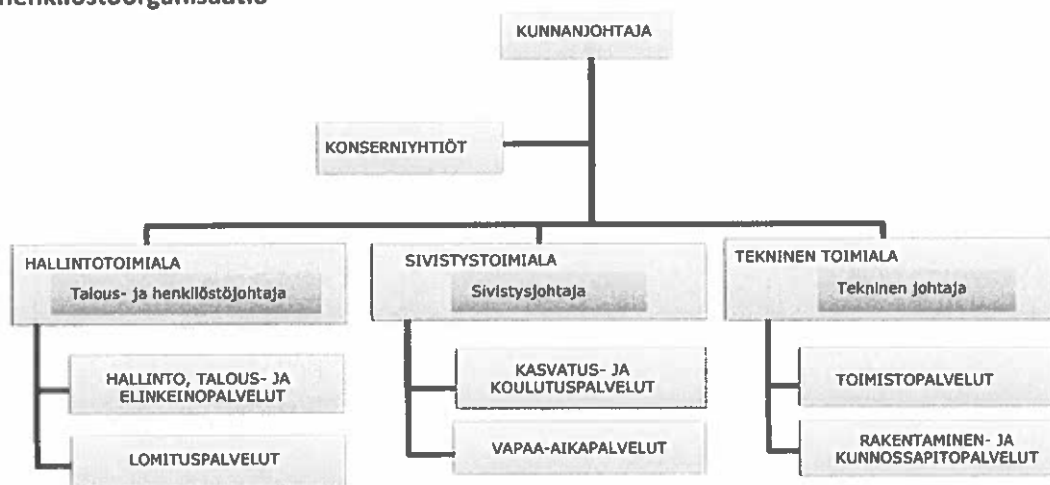 henkilöstöorganisaatio
KUNNANJOHTAJA
KONSERNIYHTIÖT
HALLINTOTOIMIALA
Talous- ja henkilöstöjohtaja
HALLINTO, TALOUS- JA
ELINKEINOPALVELUT
LOMITUSPALVELUT
SIVISTYSTOIMIALA
Sivistysjohtaja
KASVATUS- JA
KOULUTUSPALVELUT
VAPAA-AIKAPALVELUT
TEKNINEN TOIMIALA
Tekninen johtaja
TOIMISTOPALVELUT
RAKENTAMINEN- JA
KUNNOSSAPITOPALVELUT